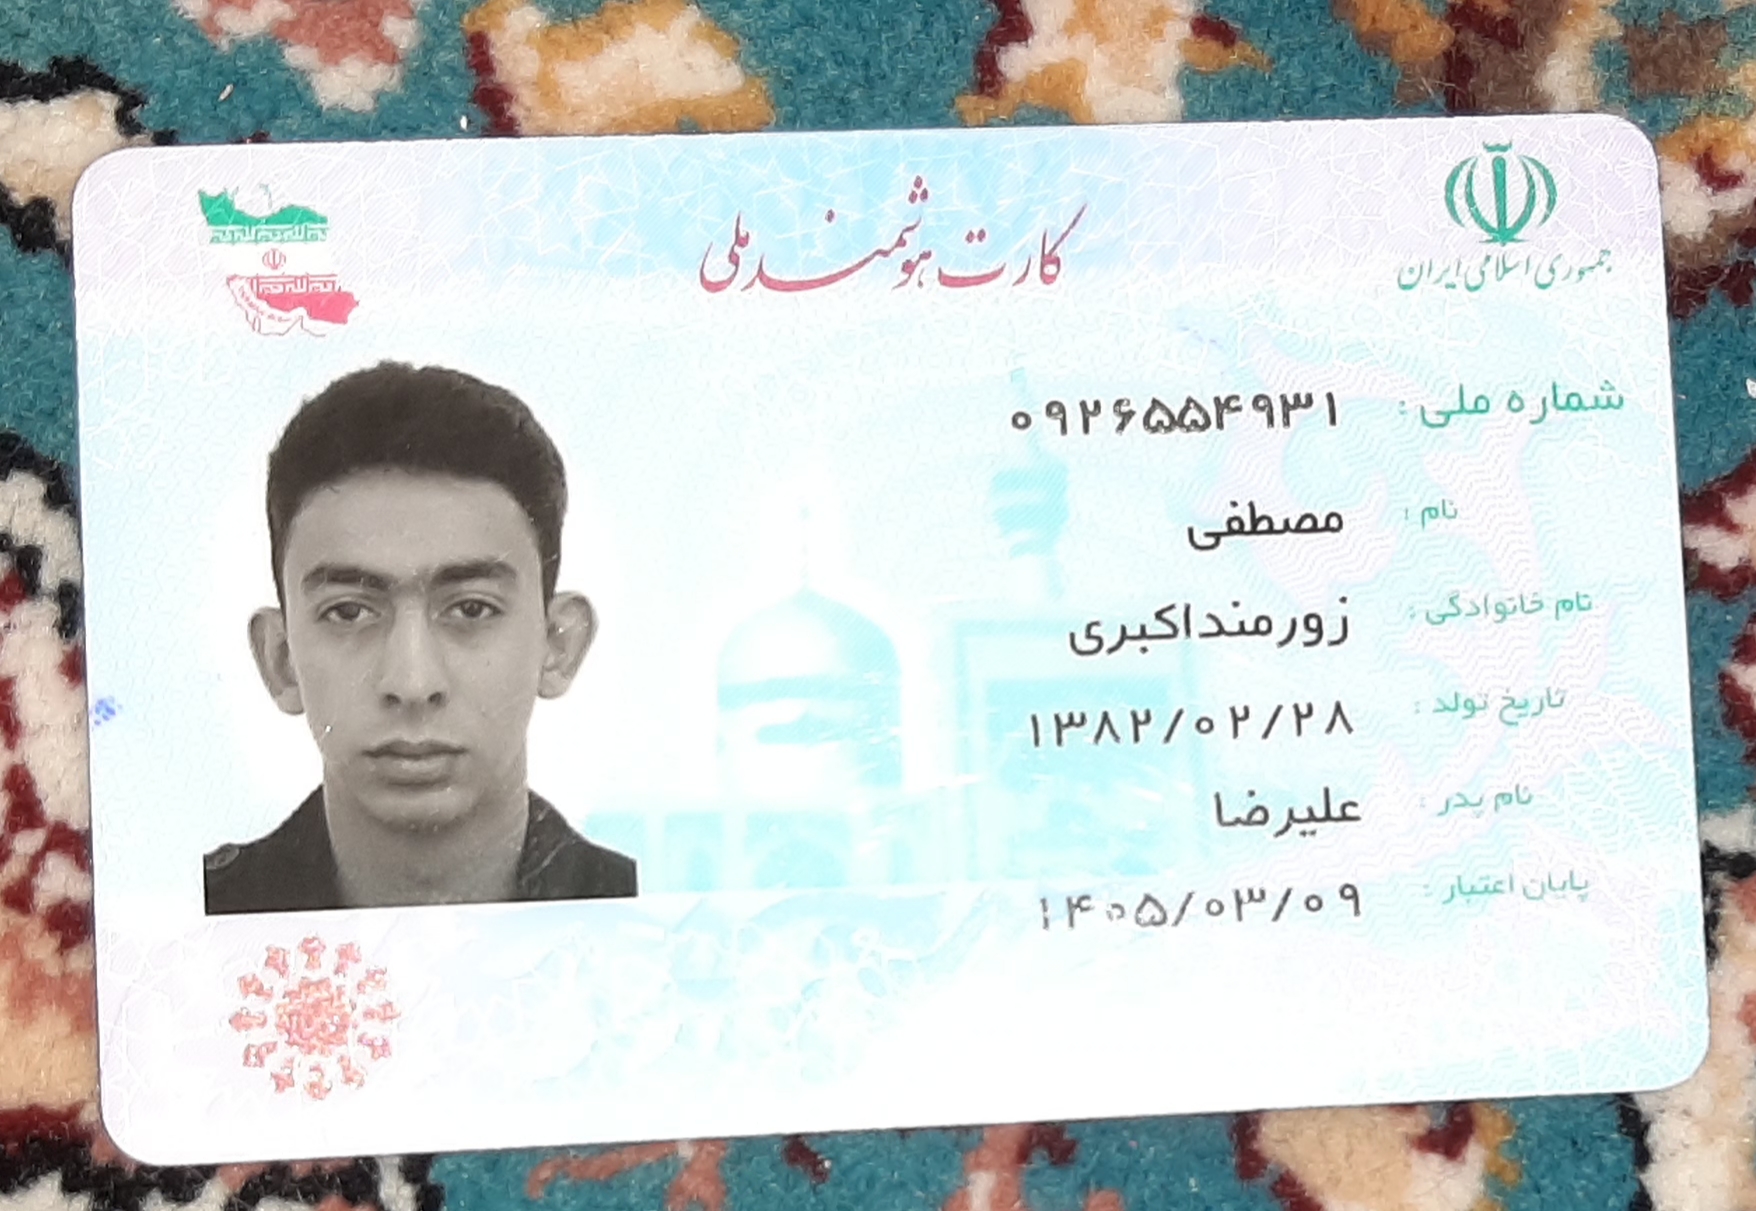 جمهوری اسلامی ایران
کارت هوشمند ملی
شماره ملی : ۰۹۲۶۵۵۴۹۳۱
نام : مصطفی
نام خانوادگی : زورمنداکبری
تاریخ تولد : ۱۳۸۲/۰۲/۲۸
نام پدر : علیرضا
پایان اعتبار : ۱۴۰۵/۰۳/۰۹